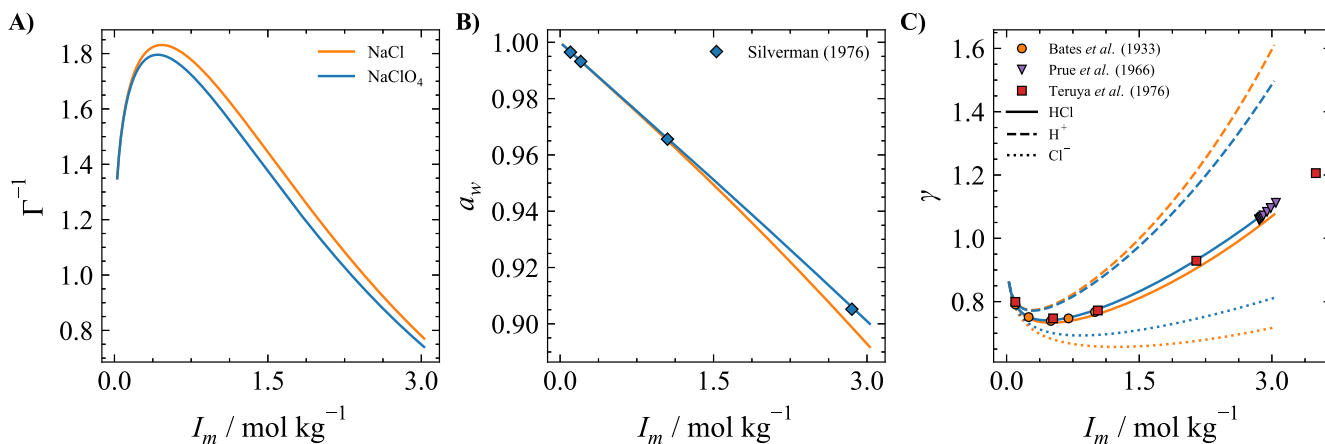 A)
Γ⁻¹
1.8
1.6
1.4
1.2
1.0
0.8
0.0 1.5 3.0
I_m / mol kg⁻¹
NaCl
NaClO₄
B)
a_w
1.00
0.98
0.96
0.94
0.92
0.90
0.0 1.5 3.0
I_m / mol kg⁻¹
Silverman (1976)
C)
γ
1.6
1.4
1.2
1.0
0.8
0.0 1.5 3.0
I_m / mol kg⁻¹
Bates et al. (1933)
Prue et al. (1966)
Teruya et al. (1976)
HCl
H⁺
Cl⁻